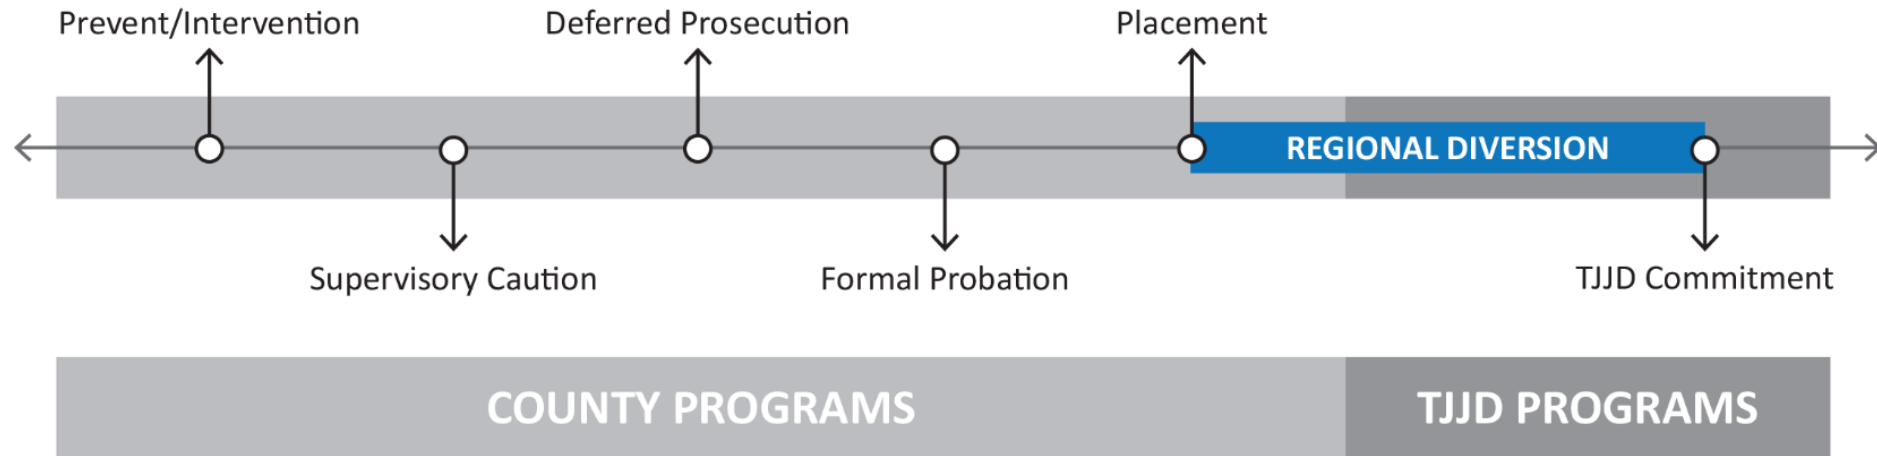 Prevent/Intervention
Deferred Prosecution
Placement
REGIONAL DIVERSION
Supervisory Caution
Formal Probation
TJJD Commitment
COUNTY PROGRAMS
TJJD PROGRAMS